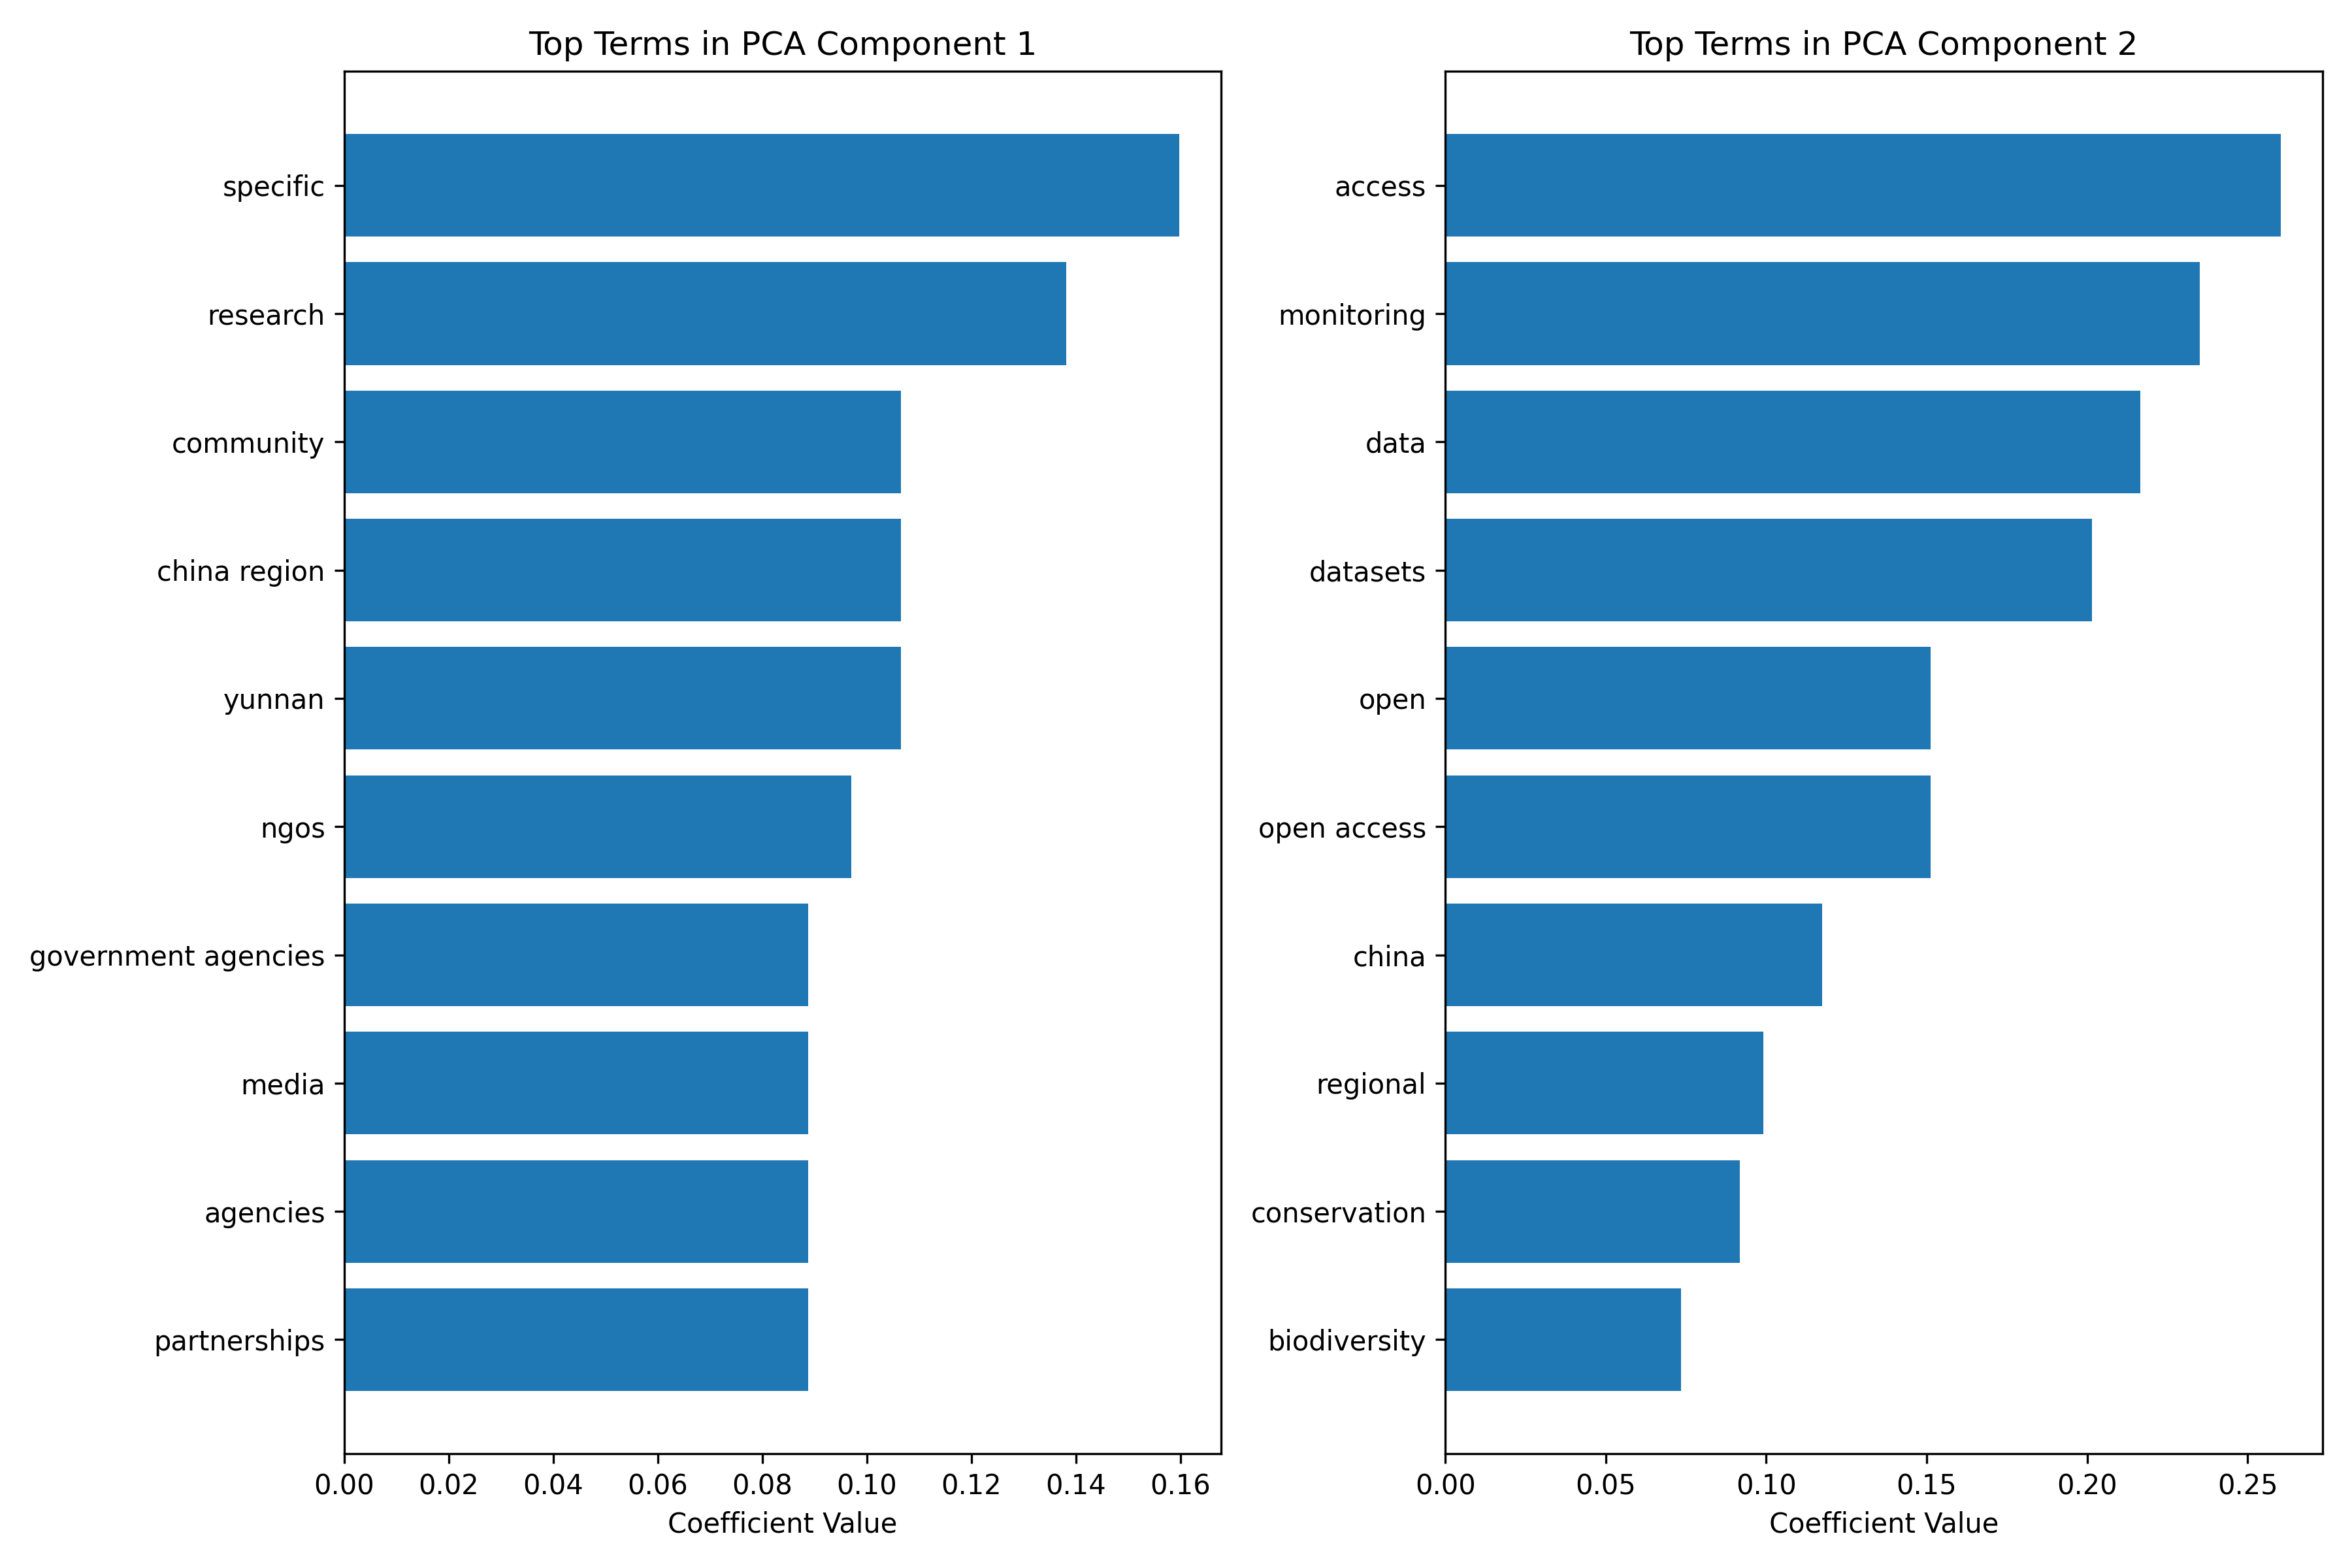 Top Terms in PCA Component 1
specific
research
community
china region
yunnan
ngos
government agencies
media
agencies
partnerships
0.00 0.02 0.04 0.06 0.08 0.10 0.12 0.14 0.16
Coefficient Value
Top Terms in PCA Component 2
access
monitoring
data
datasets
open
open access
china
regional
conservation
biodiversity
0.00 0.05 0.10 0.15 0.20 0.25
Coefficient Value